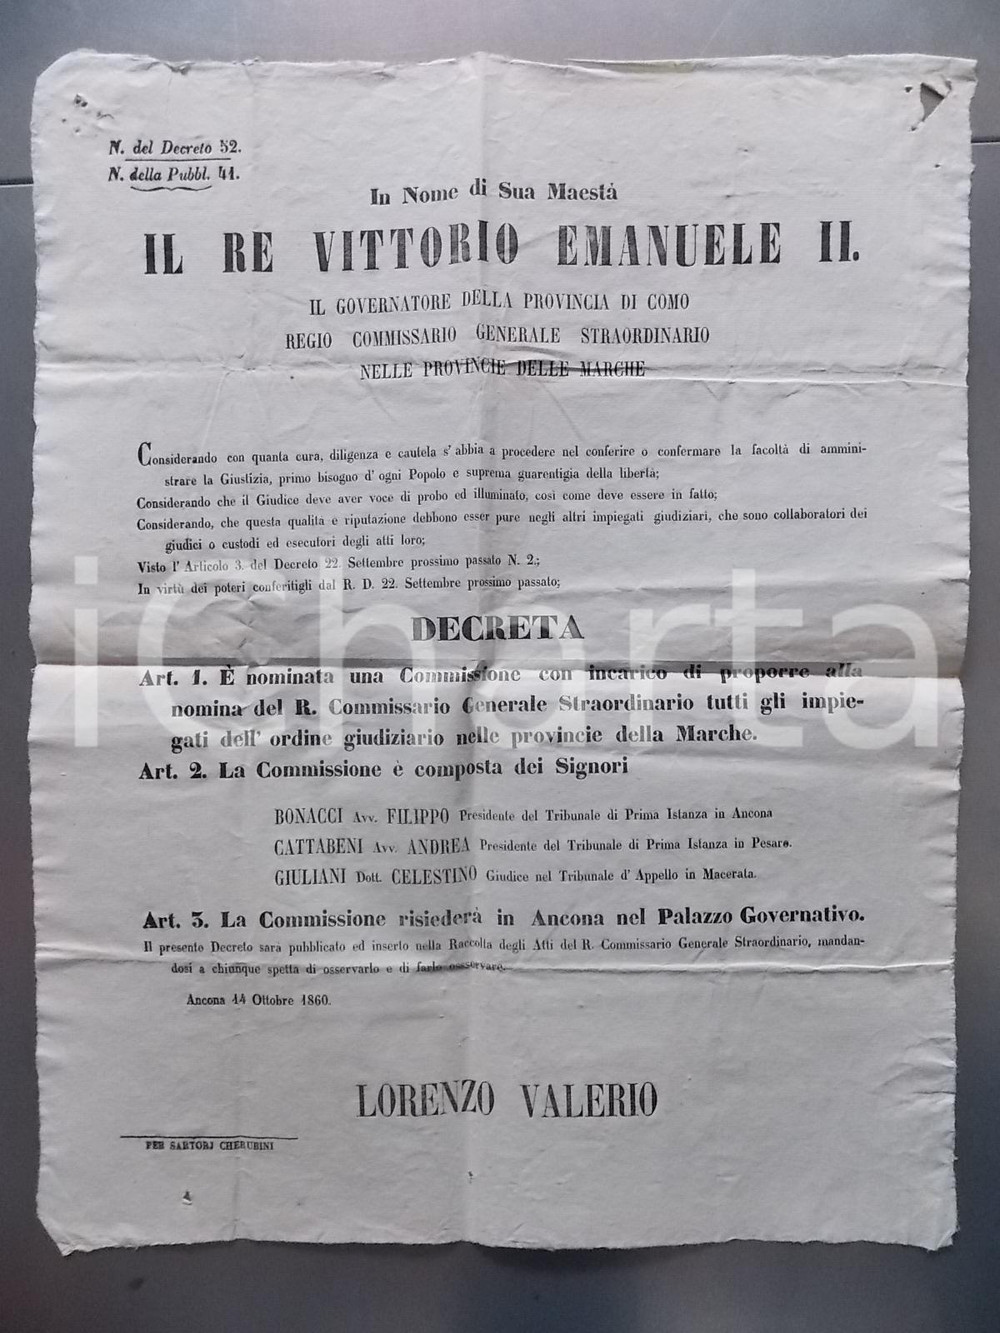 N. del Decreto 52.
N. della Pubbl. 41.
In Nome di Sua Maestà
IL RE VITTORIO EMANUELE II.
IL GOVERNATORE DELLA PROVINCIA DI COMO
REGIO COMMISSARIO GENERALE STRAORDINARIO
NELLE PROVINCIE DELLE MARCHE
Considerando con quanta cura, diligenza e cautela s' abbia a procedere nel conferire o confermare la facoltà di ammini-
strare la Giustizia, primo bisogno d' ogni Popolo e suprema guarentigia della libertà;
Considerando che il Giudice deve aver voce di probo ed illuminato, così come deve essere in fatto;
Considerando, che questa qualità e riputazione debbono esser pure negli altri impiegati giudiziari, che sono collaboratori dei
giudici o custodi ed esecutori degli atti loro;
Visto l' Articolo 3. del Decreto 22. Settembre prossimo passato N. 2.;
In virtù dei poteri conferitigli dal R. D. 22. Settembre prossimo passato;
DECRETA
Art. 1. È nominata una Commissione con incarico di proporre alla
nomina del R. Commissario Generale Straordinario tutti gli impie-
gati dell' ordine giudiziario nelle provincie della Marche.
Art. 2. La Commissione è composta dei Signori
BONACCI Avv. FILIPPO Presidente del Tribunale di Prima Istanza in Ancona
CATTABENI Avv. ANDREA Presidente del Tribunale di Prima Istanza in Pesaro.
GIULIANI Dott. CELESTINO Giudice nel Tribunale d' Appello in Macerata.
Art. 3. La Commissione risiederà in Ancona nel Palazzo Governativo.
Il presente Decreto sarà pubblicato ed inserto nella Raccolta degli Atti del R. Commissario Generale Straordinario, mandan-
dosi a chiunque spetta di osservarlo e di farlo osservare.
Ancona 14 Ottobre 1860.
LORENZO VALERIO
PER SARTORJ CHERUBINI
iCharta